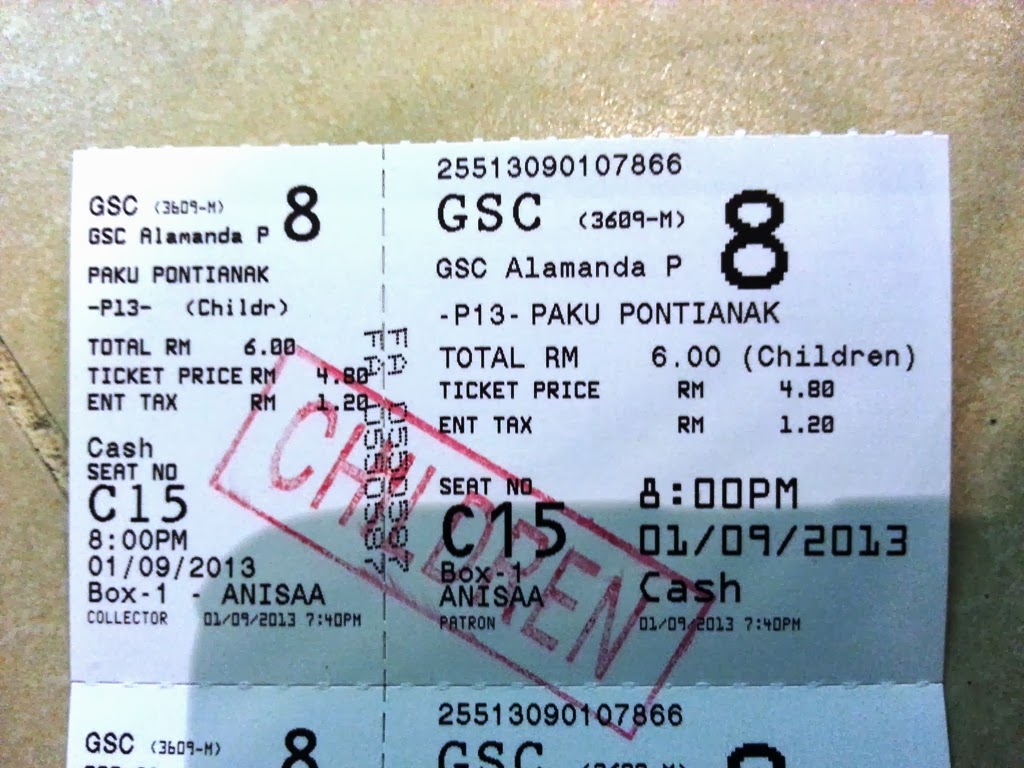 GSC (3609-M) 8
GSC Alamanda P
PAKU PONTIANAK
-P13- (Childr)
TOTAL RM 6.00
TICKET PRICE RM 4.80
ENT TAX RM 1.20
Cash
SEAT NO
C15
8:00PM
01/09/2013
Box-1 - ANISAA
COLLECTOR 01/09/2013 7:40PM
25513090107866
GSC (3609-M) 8
GSC Alamanda P
-P13- PAKU PONTIANAK
TOTAL RM 6.00 (Children)
TICKET PRICE RM 4.80
ENT TAX RM 1.20
SEAT NO
C15
8:00PM
01/09/2013
Box-1
ANISAA
Cash
PATRON 01/09/2013 7:40PM
CHILDREN
GSC (3609-M) 8
25513090107866
GSC